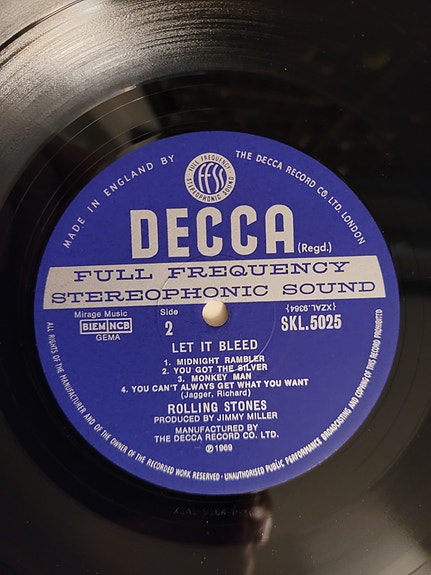 MADE IN ENGLAND BY
THE DECCA RECORD CO. LTD. LONDON
FULL FREQUENCY
ffss
STEREOPHONIC SOUND
DECCA (Regd.)
FULL FREQUENCY
STEREOPHONIC SOUND
Mirage Music
BIEM NCB
GEMA
Side
2
{XZAL.9364}
SKL.5025
LET IT BLEED
1. MIDNIGHT RAMBLER
2. YOU GOT THE SILVER
3. MONKEY MAN
4. YOU CAN'T ALWAYS GET WHAT YOU WANT
(Jagger, Richard)
ROLLING STONES
PRODUCED BY JIMMY MILLER
MANUFACTURED BY
THE DECCA RECORD CO. LTD.
℗ 1969
ALL RIGHTS OF THE MANUFACTURER AND OF THE OWNER OF THE RECORDED WORK RESERVED · UNAUTHORISED PUBLIC PERFORMANCE BROADCASTING AND COPYING OF THIS RECORD PROHIBITED